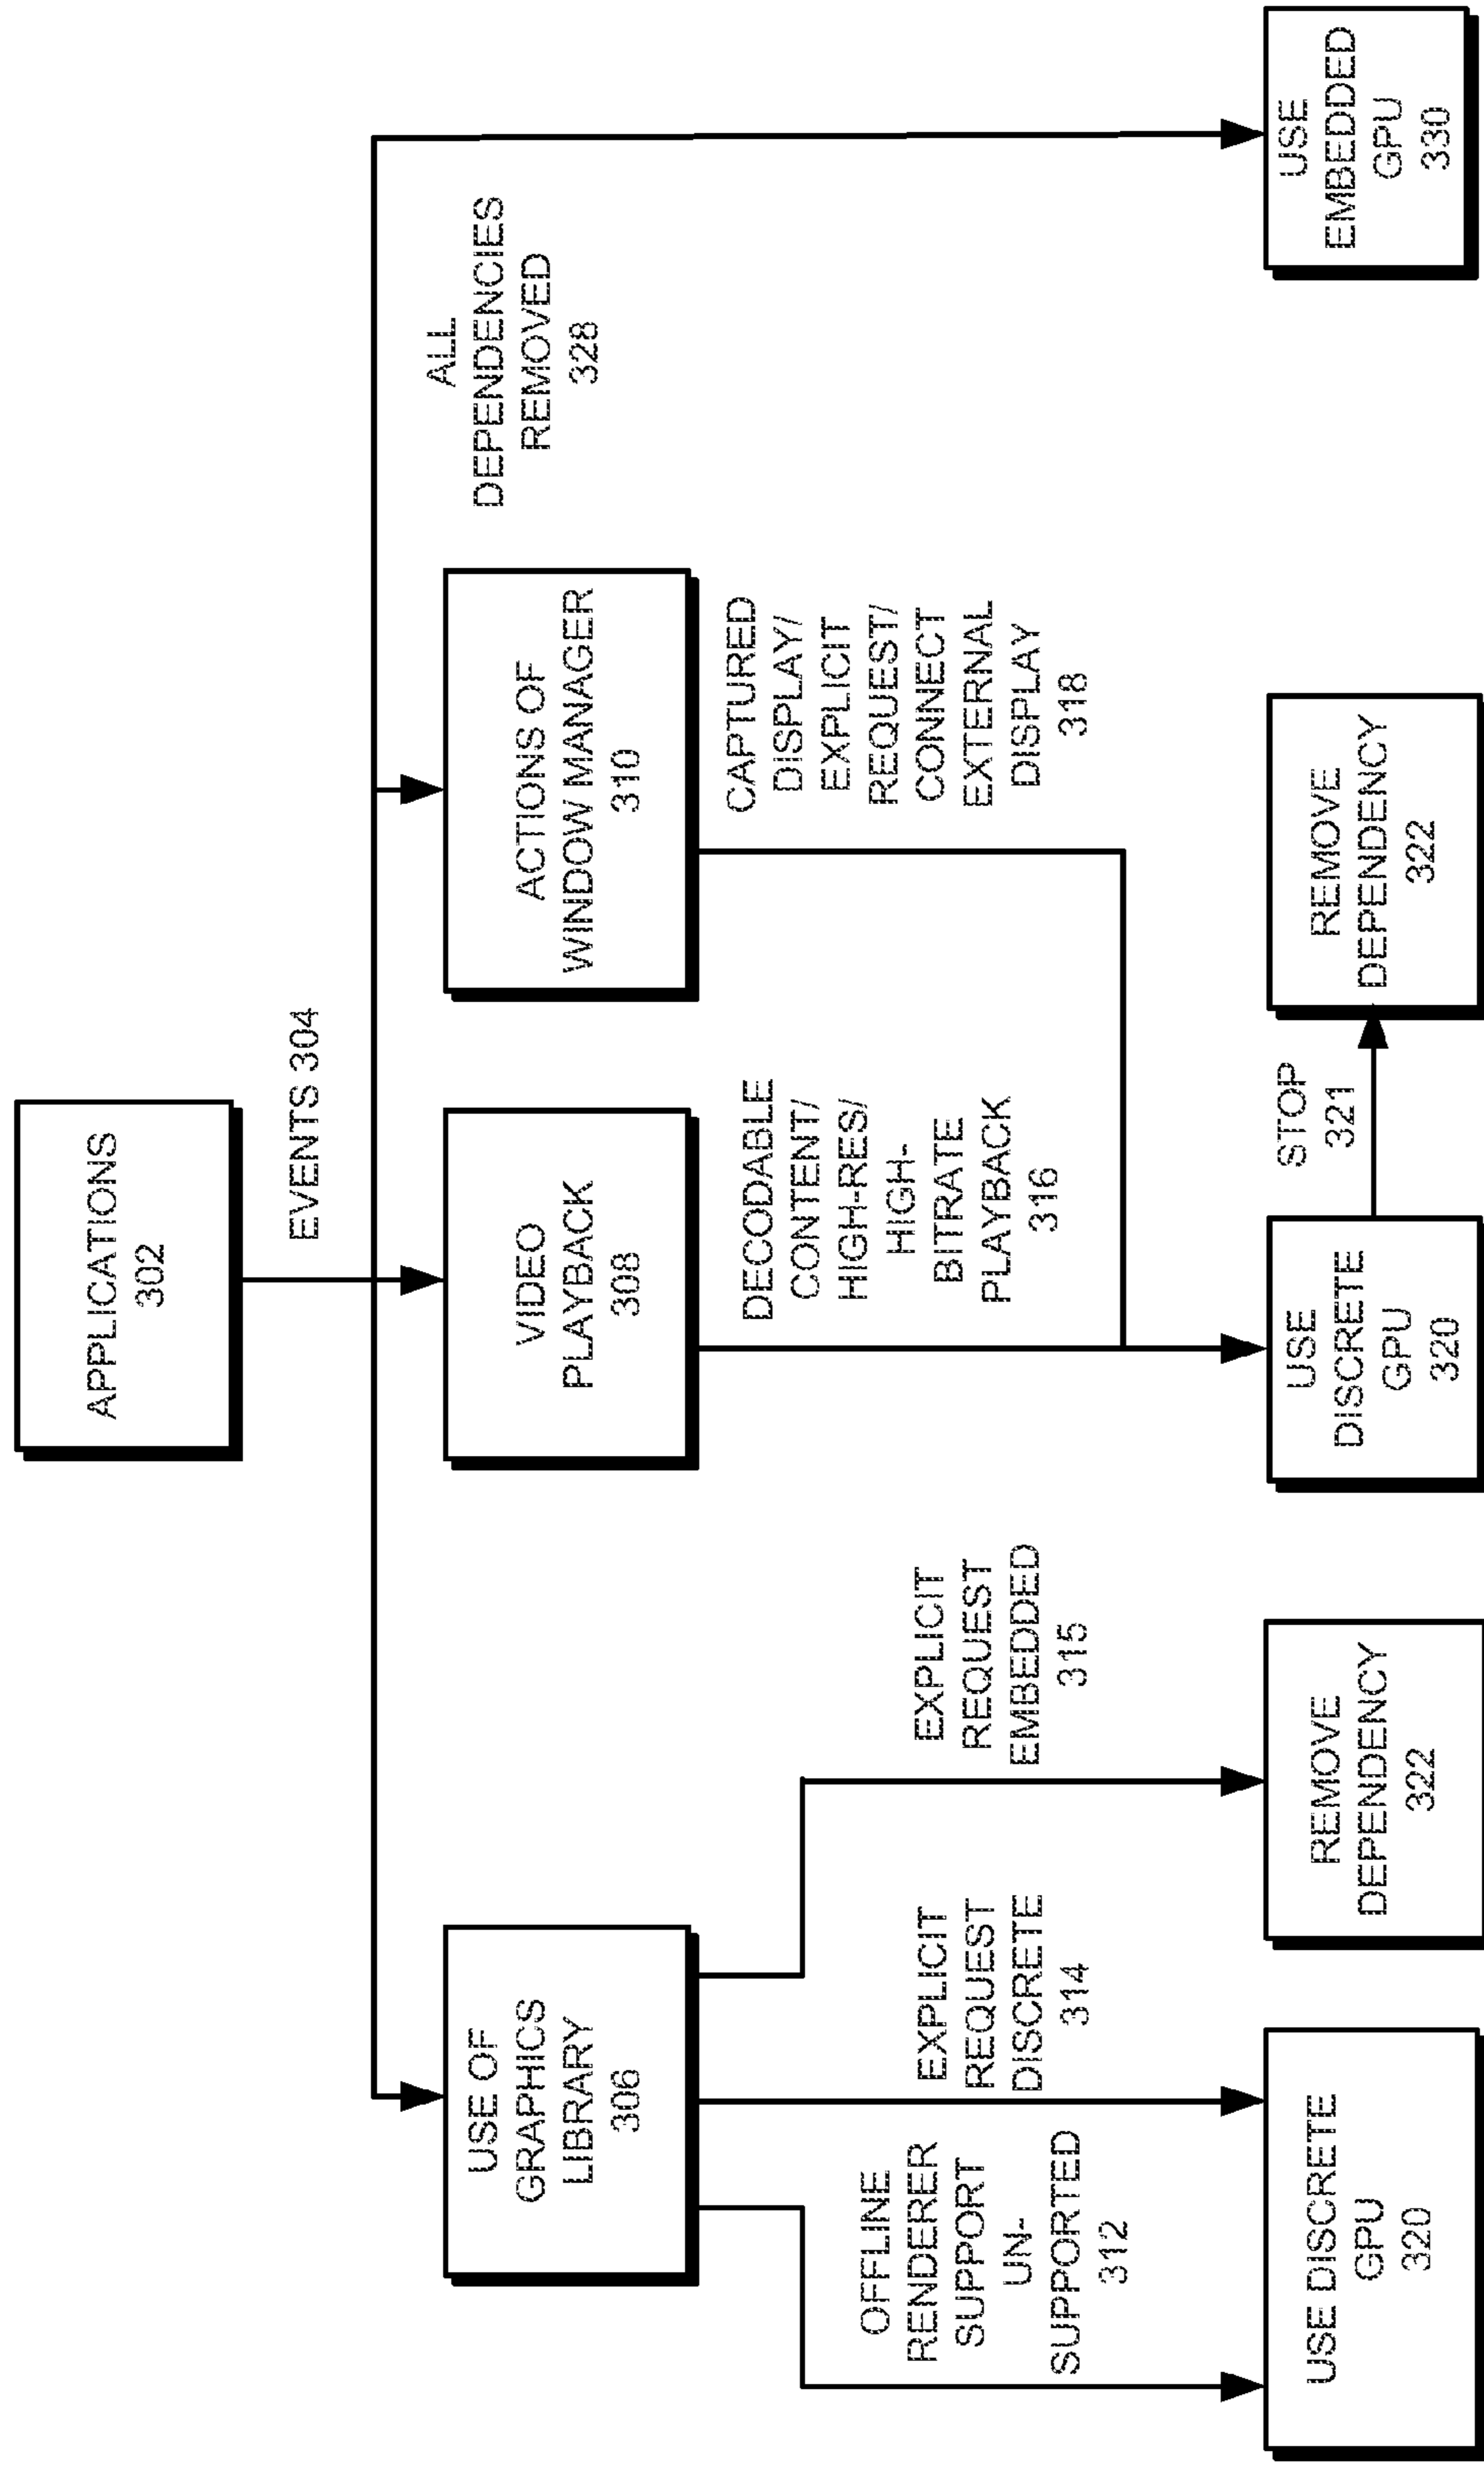 APPLICATIONS
302
EVENTS 304
USE OF
GRAPHICS
LIBRARY
306
VIDEO
PLAYBACK
308
ACTIONS OF
WINDOW MANAGER
310
ALL
DEPENDENCIES
REMOVED
328
OFFLINE
RENDERER
SUPPORT
UN-
SUPPORTED
312
EXPLICIT
REQUEST
DISCRETE
314
EXPLICIT
REQUEST
EMBEDDED
315
DECODABLE
CONTENT/
HIGH-RES/
HIGH-
BITRATE
PLAYBACK
316
CAPTURED
DISPLAY/
EXPLICIT
REQUEST/
CONNECT
EXTERNAL
DISPLAY
318
USE DISCRETE
GPU
320
REMOVE
DEPENDENCY
322
USE
DISCRETE
GPU
320
STOP
321
REMOVE
DEPENDENCY
322
USE
EMBEDDED
GPU
330